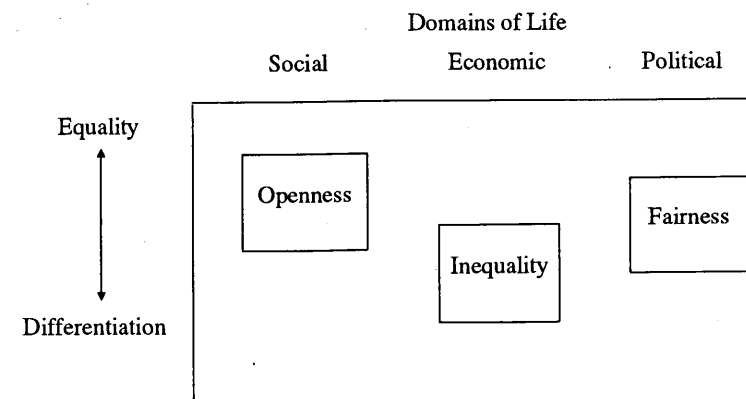 Domains of Life
Social Economic Political
Equality
Openness
Fairness
Inequality
Differentiation